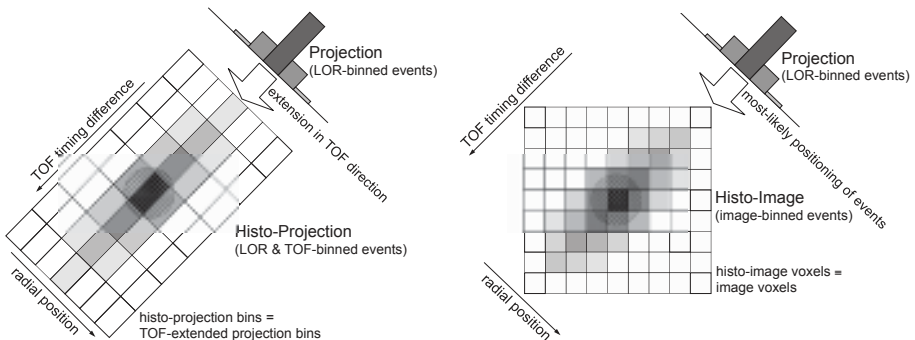 Projection
(LOR-binned events)
TOF timing difference
extension in TOF direction
Histo-Projection
(LOR & TOF-binned events)
radial position
histo-projection bins =
TOF-extended projection bins
Projection
(LOR-binned events)
TOF timing difference
most-likely positioning of events
Histo-Image
(image-binned events)
histo-image voxels =
image voxels
radial position